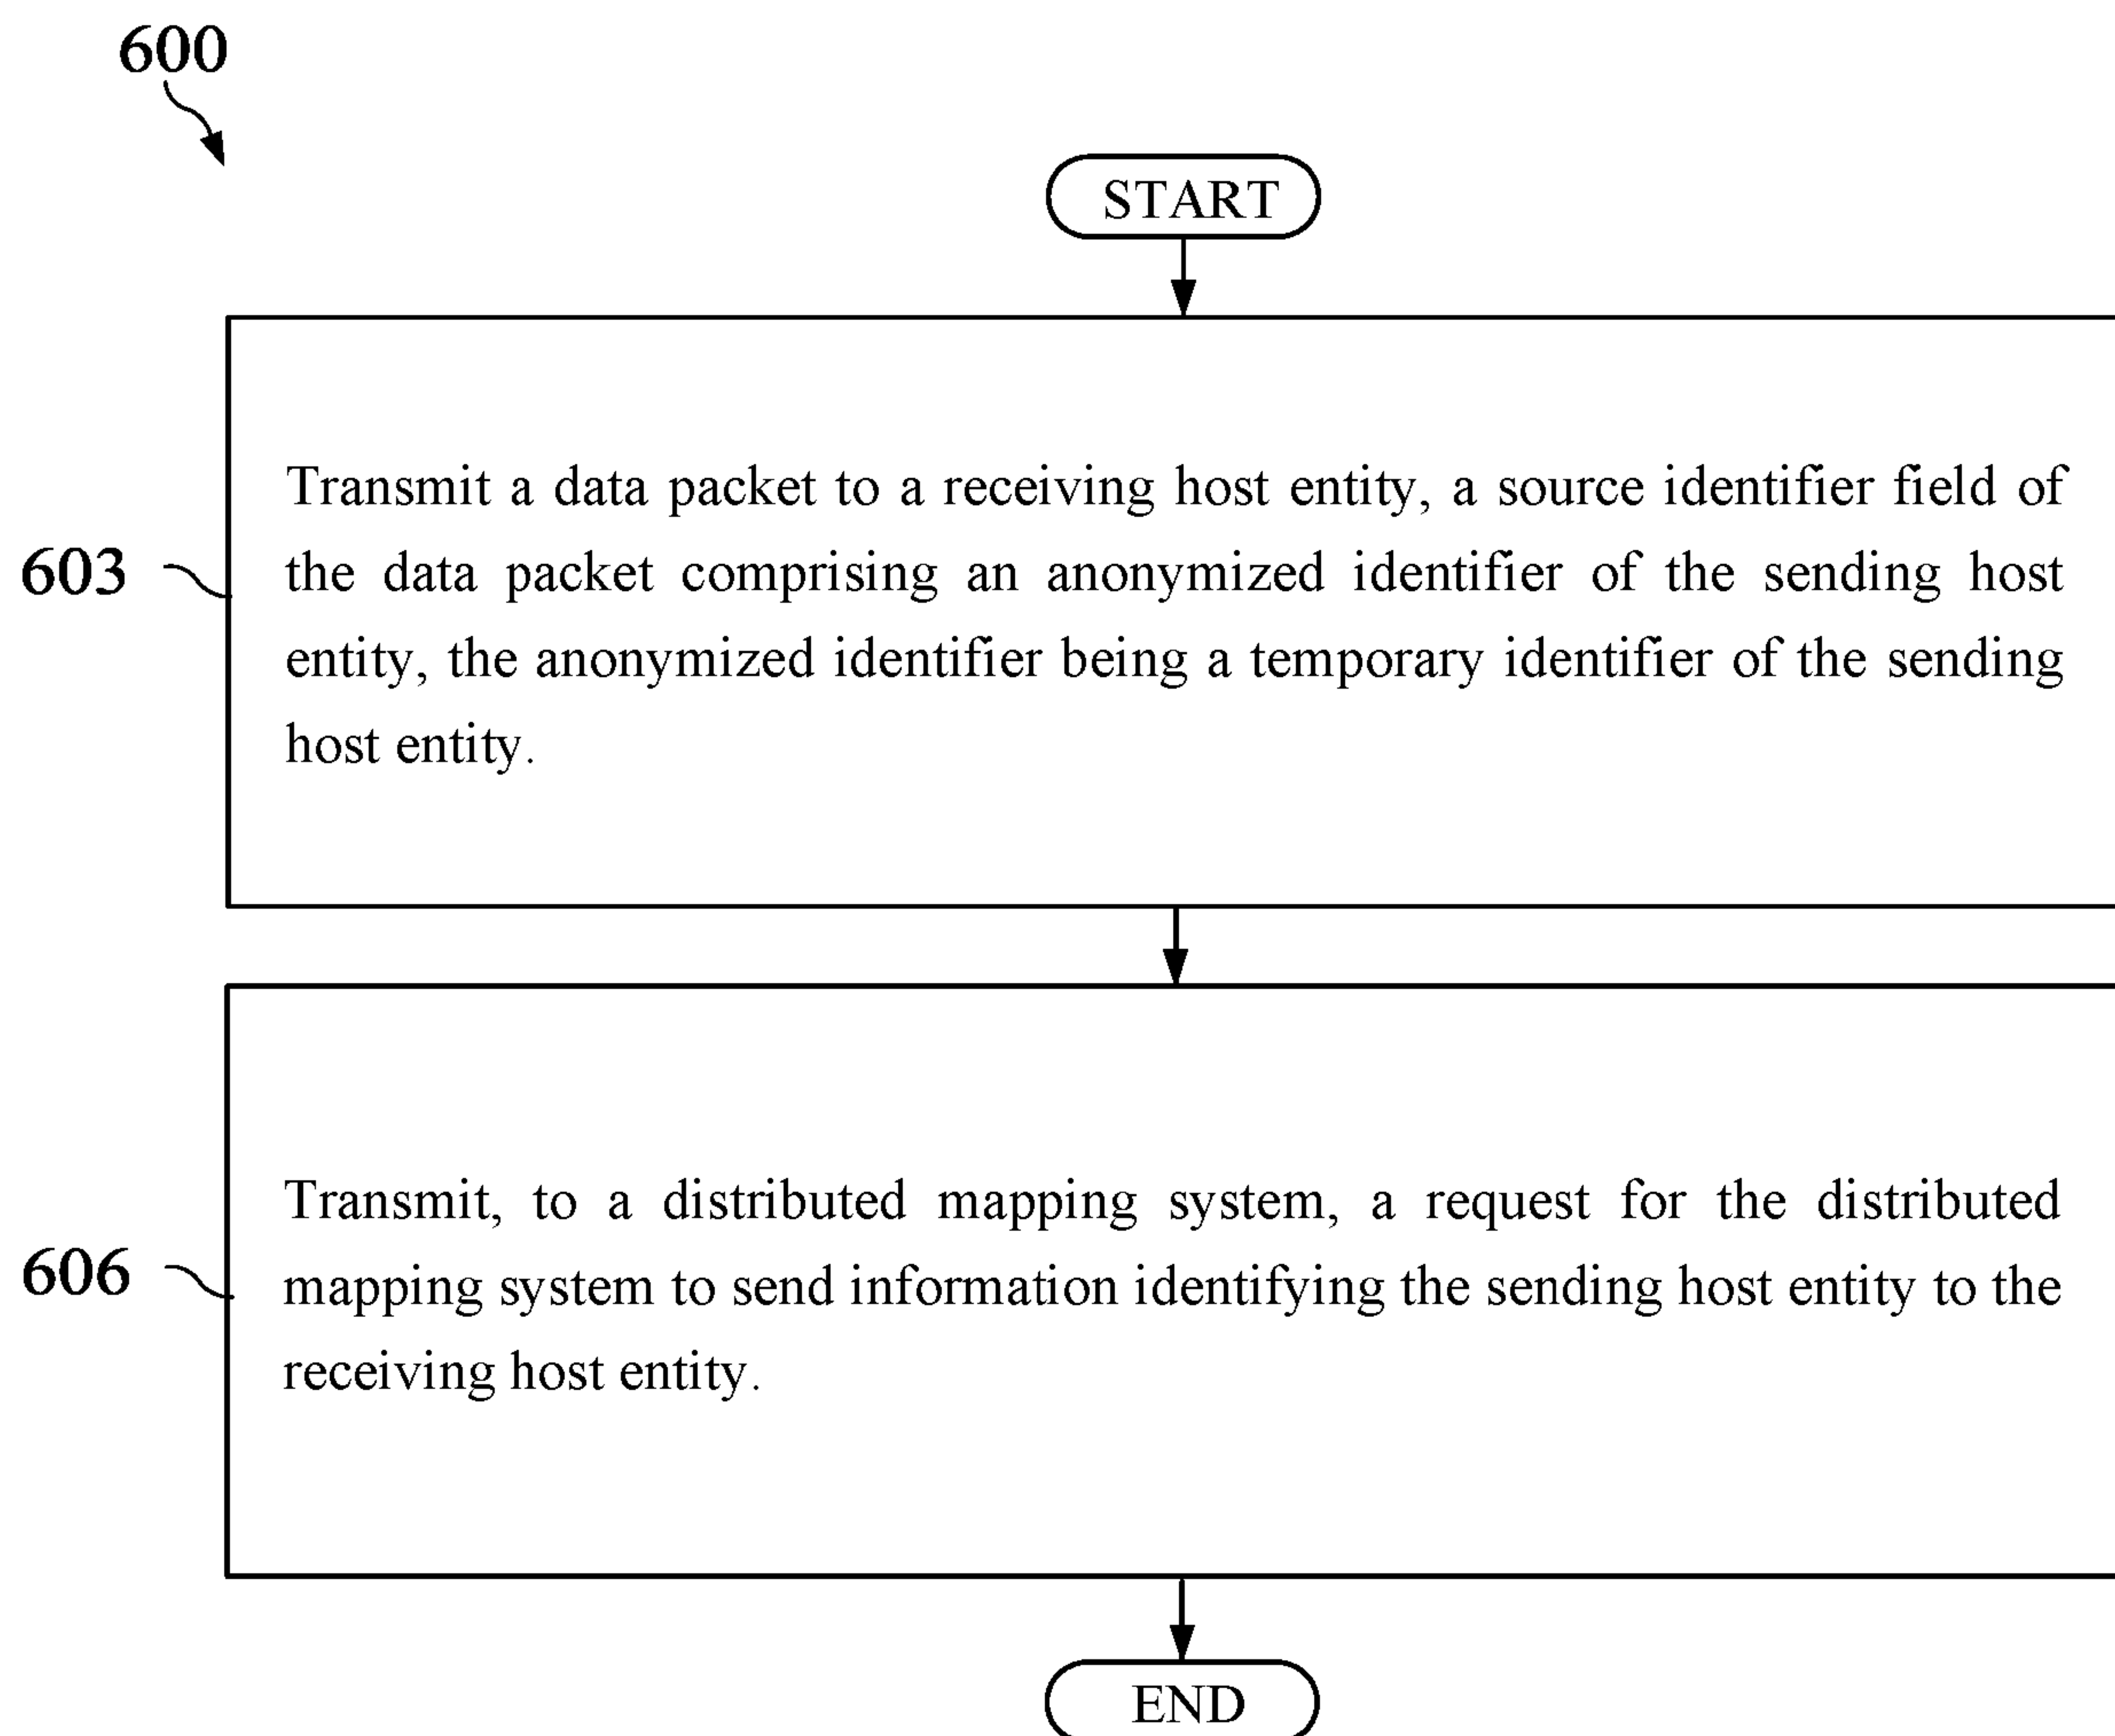 600
START
Transmit a data packet to a receiving host entity, a source identifier field of
the data packet comprising an anonymized identifier of the sending host
603
entity, the anonymized identifier being a temporary identifier of the sending
host entity.
Transmit, to a distributed mapping system, a request for the distributed
606
mapping system to send information identifying the sending host entity to the
receiving host entity.
END